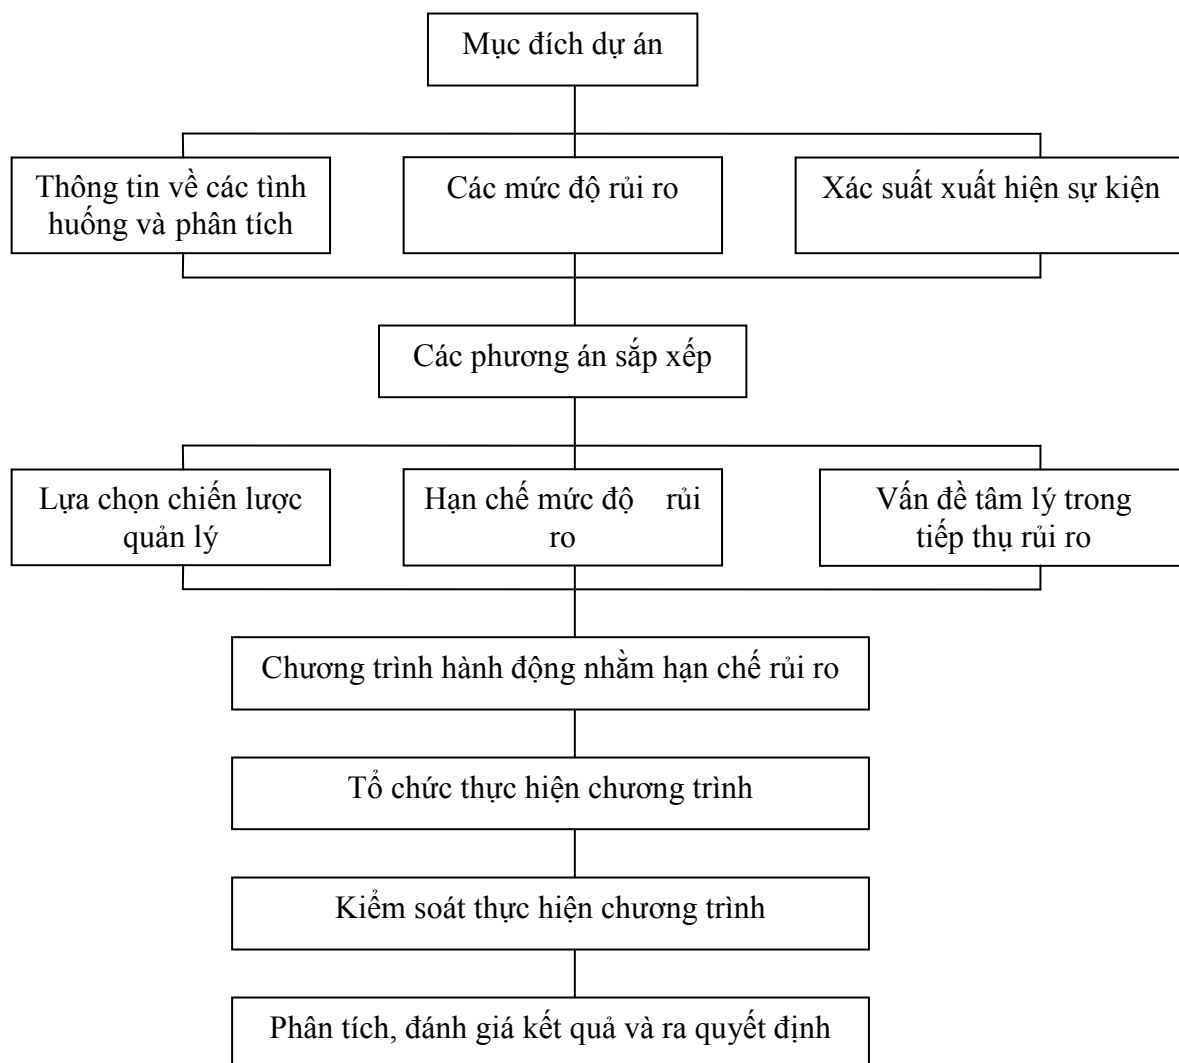 Mục đích dự án
Thông tin về các tình
huống và phân tích
Các mức độ rủi ro
Xác suất xuất hiện sự kiện
Các phương án sắp xếp
Lựa chọn chiến lược
quản lý
Hạn chế mức độ rủi
ro
Vấn đề tâm lý trong
tiếp thụ rủi ro
Chương trình hành động nhằm hạn chế rủi ro
Tổ chức thực hiện chương trình
Kiểm soát thực hiện chương trình
Phân tích, đánh giá kết quả và ra quyết định